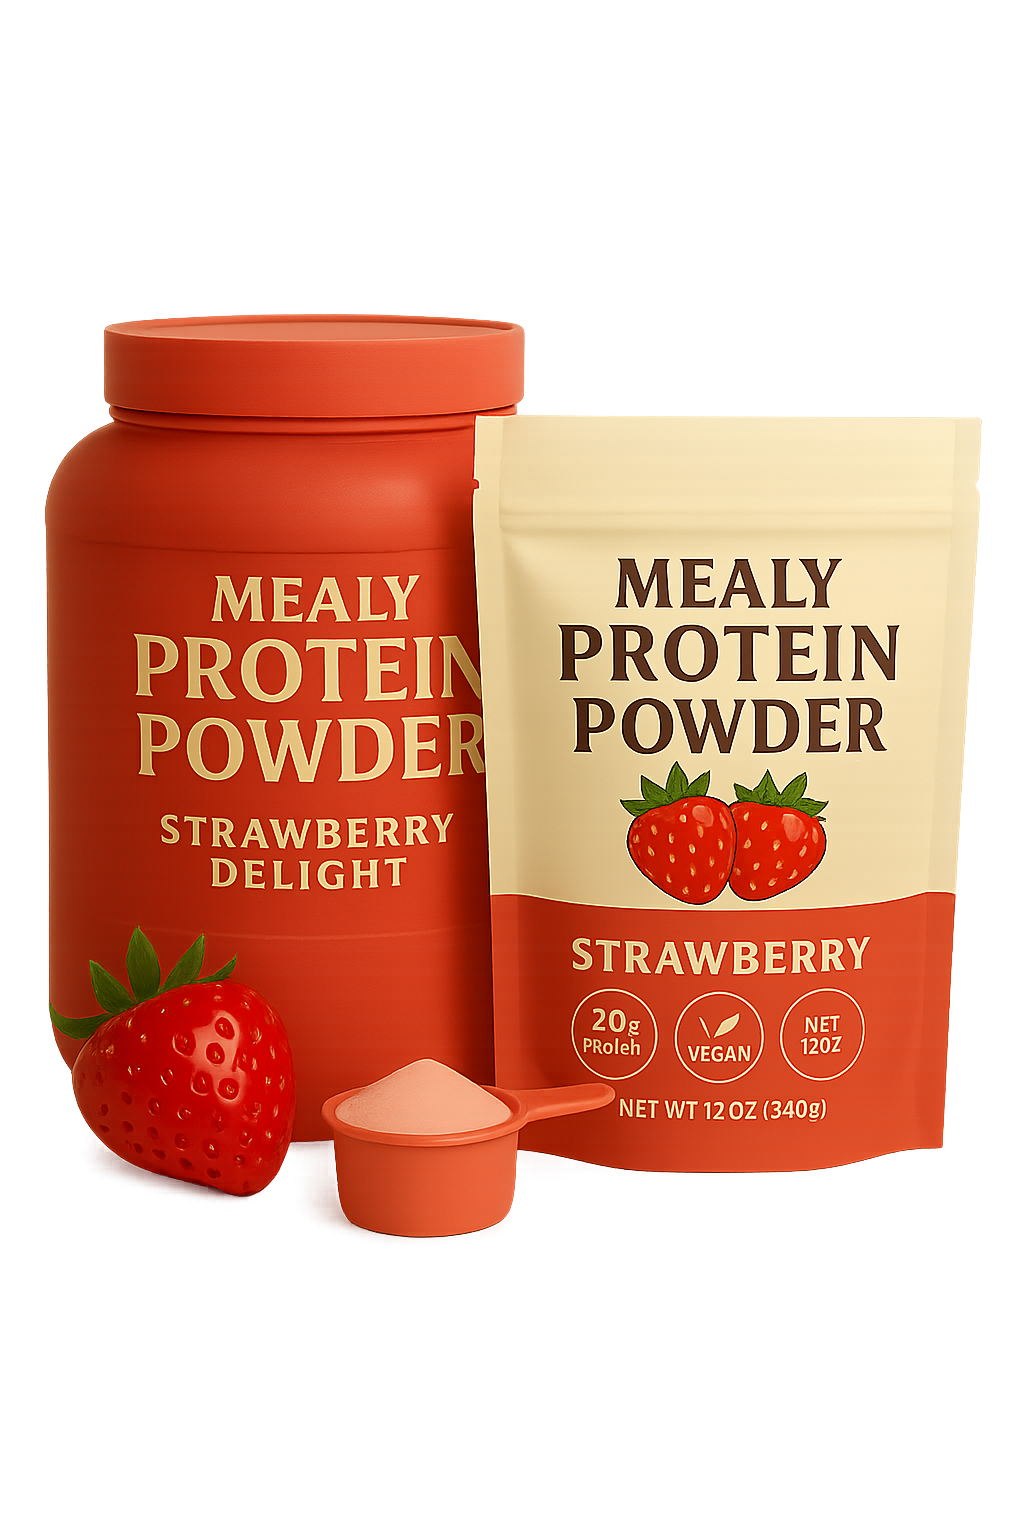 MEALY
PROTEIN
POWDER
STRAWBERRY
DELIGHT
MEALY
PROTEIN
POWDER
STRAWBERRY
20g
PRoleh
VEGAN
NET
12OZ
NET WT 12 OZ (340g)